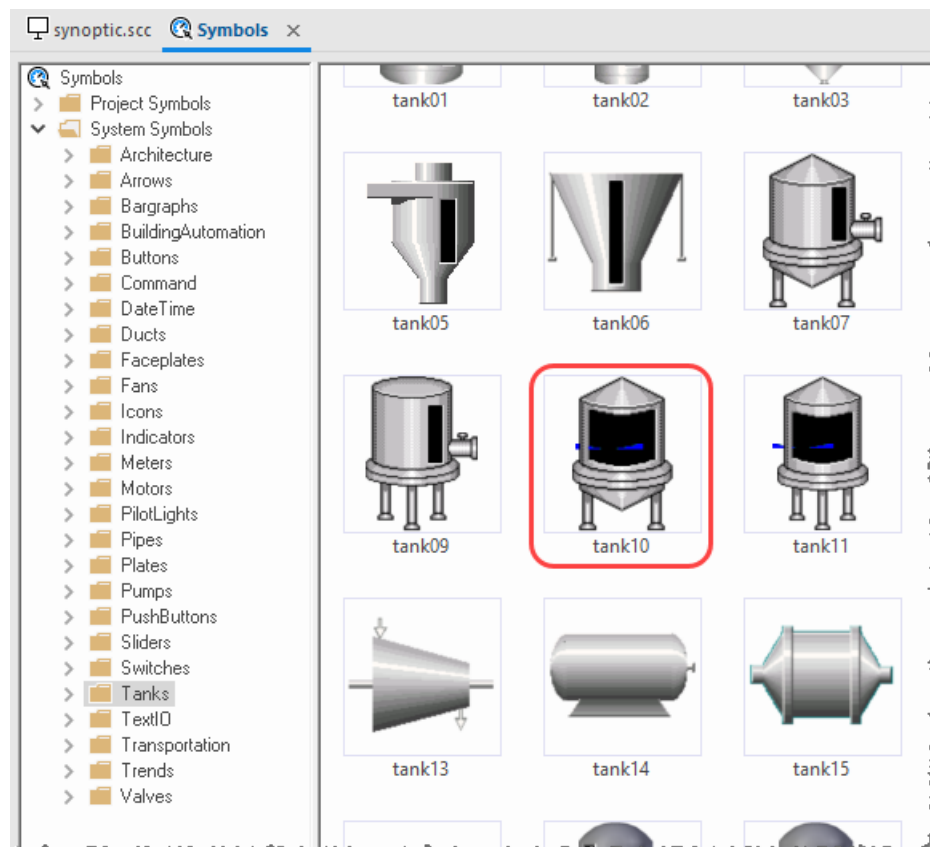 synoptic.scc Symbols ×
Symbols
Project Symbols
System Symbols
Architecture
Arrows
Bargraphs
BuildingAutomation
Buttons
Command
DateTime
Ducts
Faceplates
Fans
Icons
Indicators
Meters
Motors
PilotLights
Pipes
Plates
Pumps
PushButtons
Sliders
Switches
Tanks
TextIO
Transportation
Trends
Valves
tank01 tank02 tank03
tank05 tank06 tank07
tank09 tank10 tank11
tank13 tank14 tank15